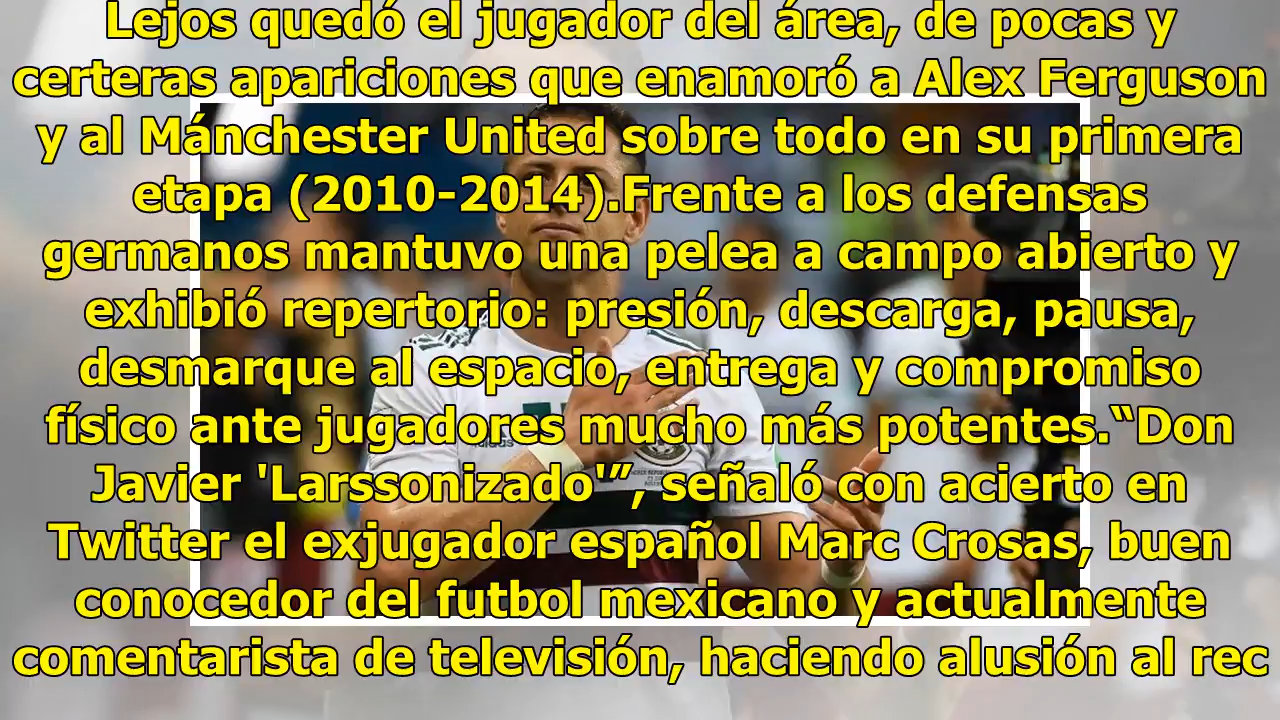 Lejos quedó el jugador del área, de pocas y
certeras apariciones que enamoró a Alex Ferguson
y al Mánchester United sobre todo en su primera
etapa (2010-2014).Frente a los defensas
germanos mantuvo una pelea a campo abierto y
exhibió repertorio: presión, descarga, pausa,
desmarque al espacio, entrega y compromiso
físico ante jugadores mucho más potentes.“Don
Javier 'Larssonizado'”, señaló con acierto en
Twitter el exjugador español Marc Crosas, buen
conocedor del futbol mexicano y actualmente
comentarista de televisión, haciendo alusión al rec
adidas